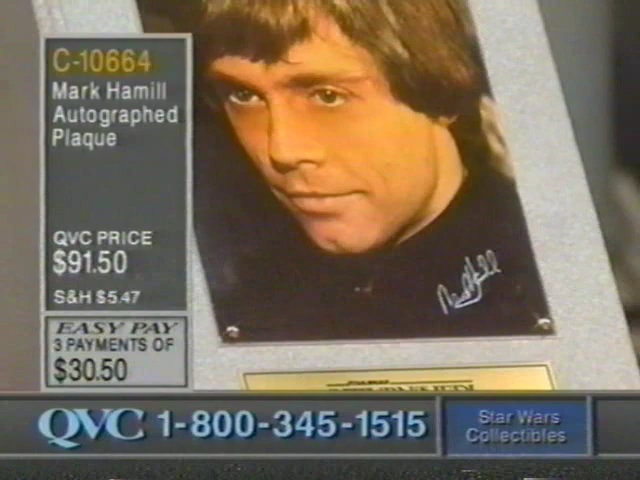 C-10664
Mark Hamill
Autographed
Plaque
QVC PRICE
$91.50
S&H $5.47
EASY PAY
3 PAYMENTS OF
$30.50
QVC 1-800-345-1515
Star Wars
Collectibles